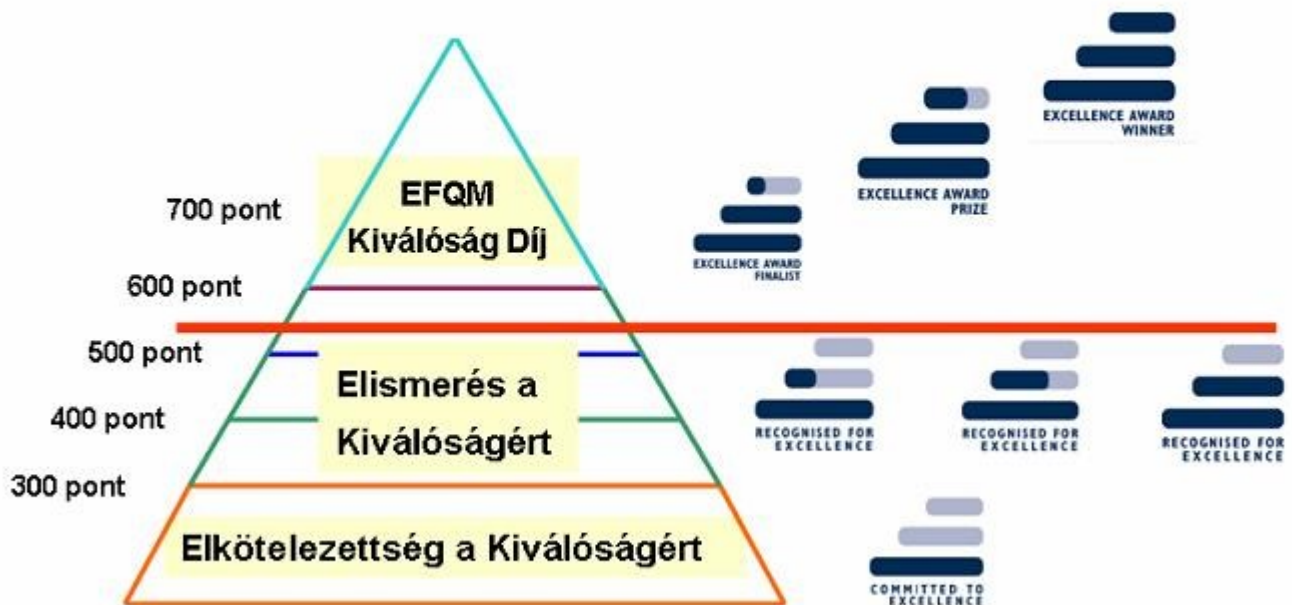 EXCELLENCE AWARD
WINNER
EXCELLENCE AWARD
PRIZE
EXCELLENCE AWARD
FINALIST
700 pont
EFQM
Kiválóság Díj
600 pont
500 pont
Elismerés a
Kiválóságért
400 pont
RECOGNISED FOR
EXCELLENCE
RECOGNISED FOR
EXCELLENCE
RECOGNISED FOR
EXCELLENCE
300 pont
Elkötelezettség a Kiválóságért
COMMITTED TO
EXCELLENCE